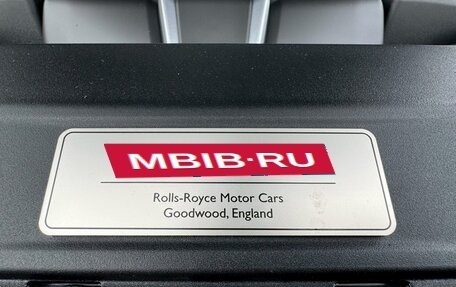 MBIB·RU
Rolls-Royce Motor Cars
Goodwood, England